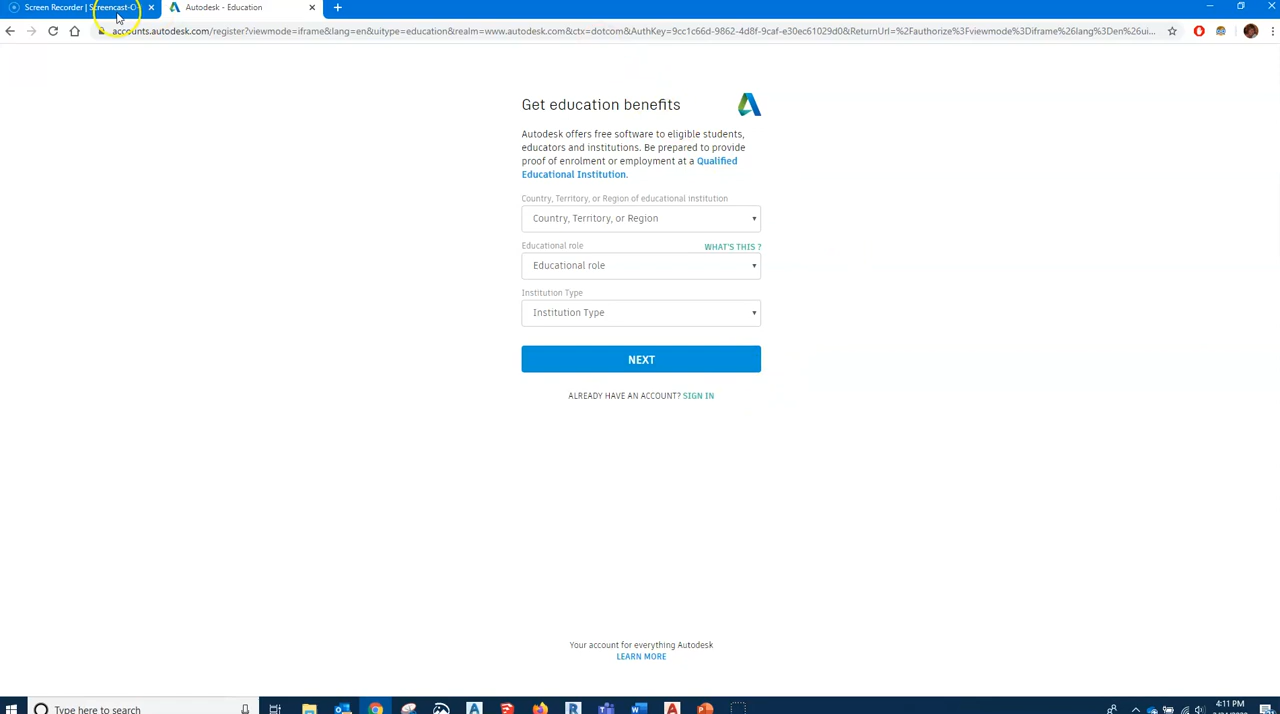 Screen Recorder | Screencast-O
Autodesk - Education
accounts.autodesk.com/register?viewmode=iframe&lang=en&uitype=education&realm=www.autodesk.com&ctx=dotcom&AuthKey=9cc1c66d-9862-4d8f-9caf-e30ec61029d0&ReturnUrl=%2Fauthorize%3Fviewmode%3Diframe%26lang%3Den%26ui...
Get education benefits
Autodesk offers free software to eligible students,
educators and institutions. Be prepared to provide
proof of enrolment or employment at a Qualified
Educational Institution.
Country, Territory, or Region of educational institution
Country, Territory, or Region
Educational role WHAT'S THIS ?
Educational role
Institution Type
Institution Type
NEXT
ALREADY HAVE AN ACCOUNT? SIGN IN
Your account for everything Autodesk
LEARN MORE
Type here to search
4:11 PM